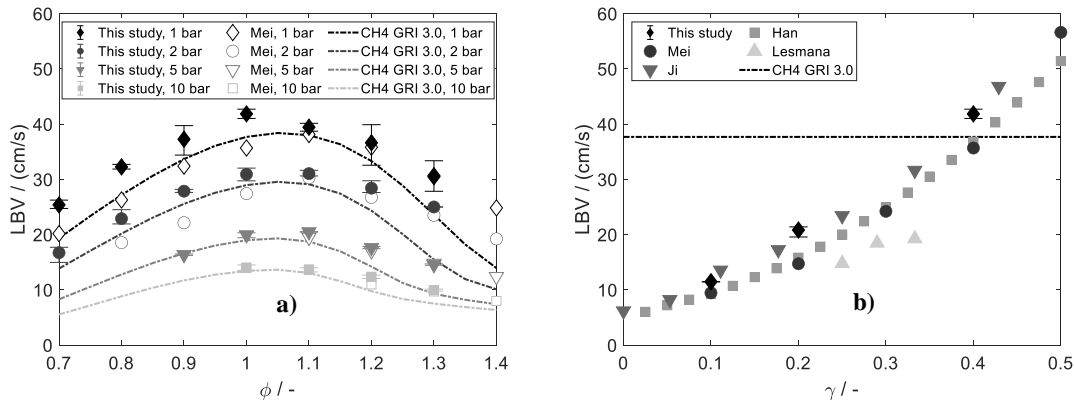 60
50
40
30
20
10
0
LBV / (cm/s)
This study, 1 bar
This study, 2 bar
This study, 5 bar
This study, 10 bar
Mei, 1 bar
Mei, 2 bar
Mei, 5 bar
Mei, 10 bar
CH4 GRI 3.0, 1 bar
CH4 GRI 3.0, 2 bar
CH4 GRI 3.0, 5 bar
CH4 GRI 3.0, 10 bar
a)
0.7 0.8 0.9 1 1.1 1.2 1.3 1.4
ϕ / -
60
50
40
30
20
10
0
LBV / (cm/s)
This study
Mei
Ji
Han
Lesmana
CH4 GRI 3.0
b)
0 0.1 0.2 0.3 0.4 0.5
γ / -